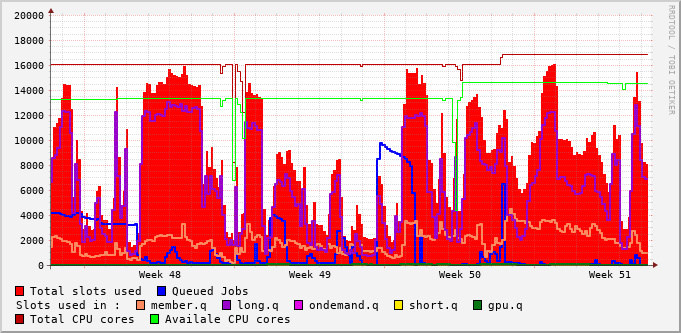 20000
18000
16000
14000
12000
10000
8000
6000
4000
2000
0
Week 48 Week 49 Week 50 Week 51
Total slots used Queued Jobs
Slots used in : member.q long.q ondemand.q short.q gpu.q
Total CPU cores Availale CPU cores
RRDTOOL / TOBI OETIKER